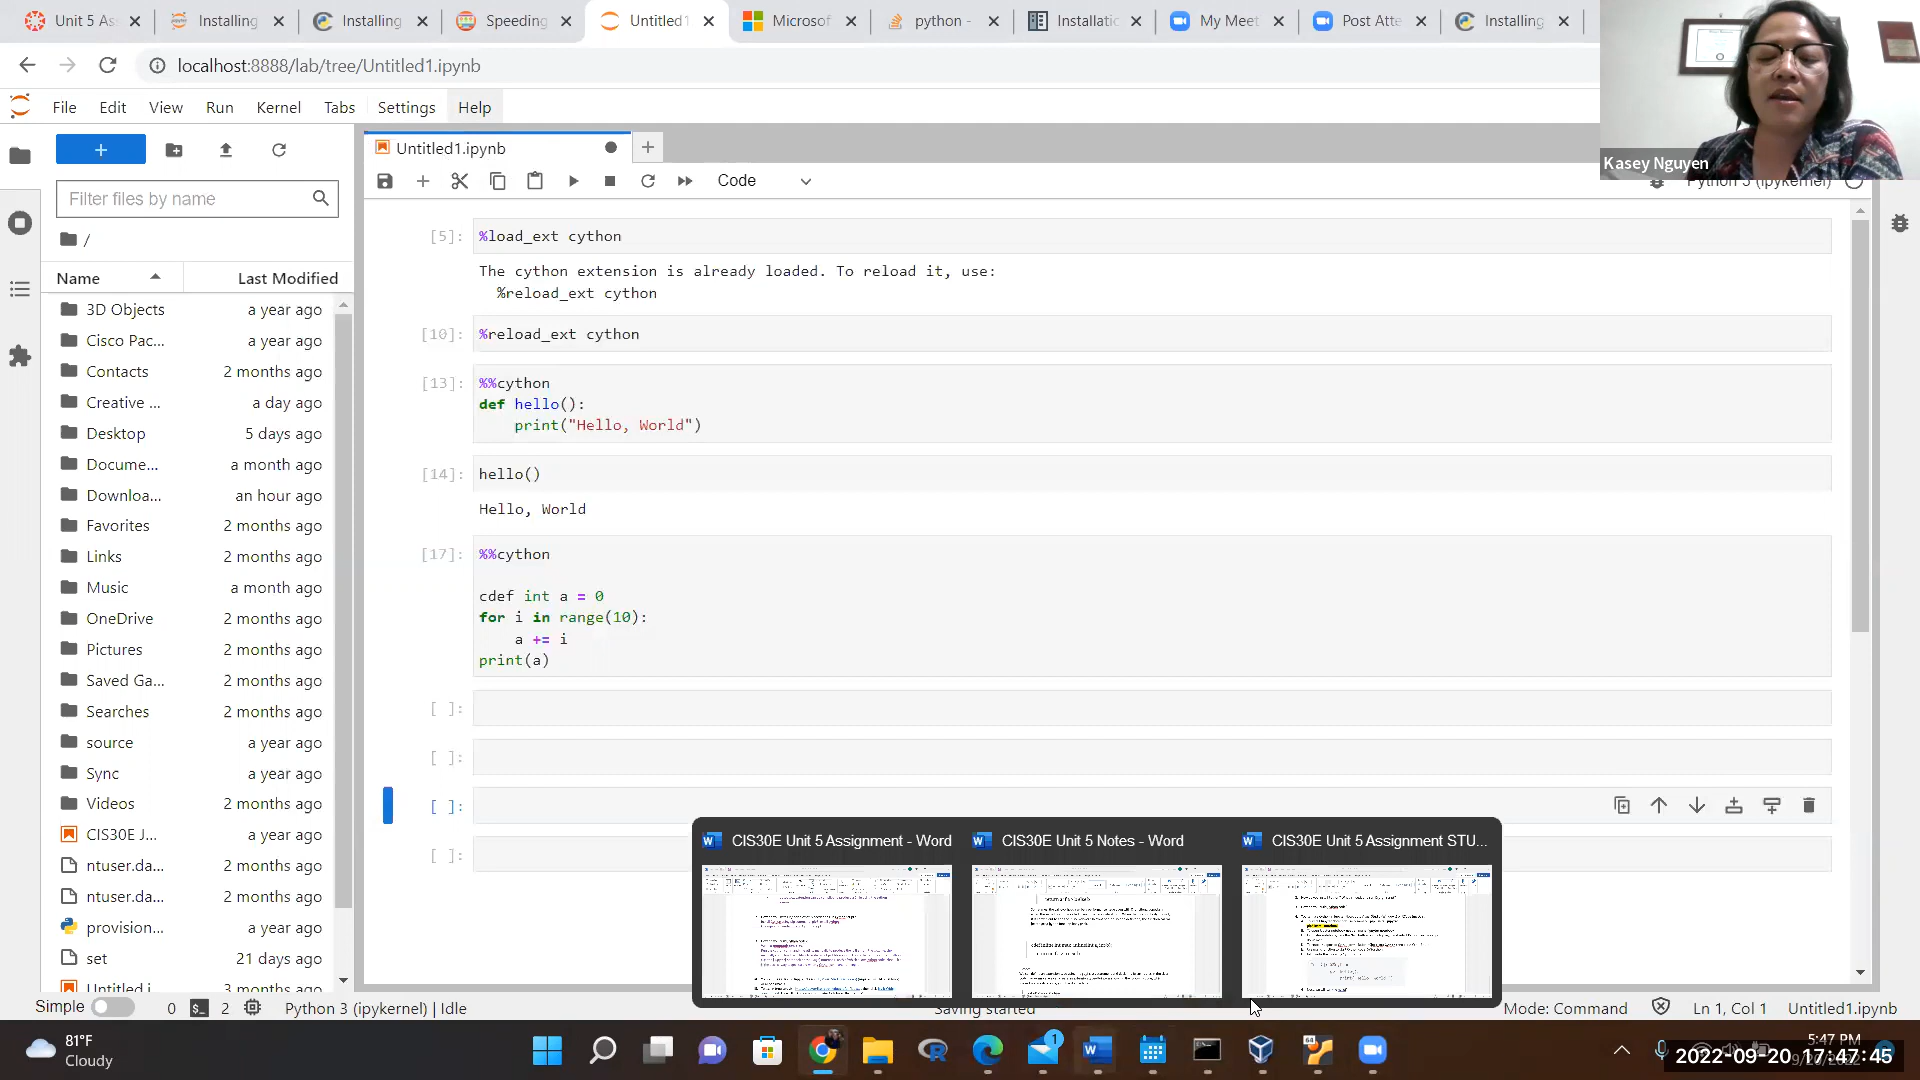 Unit 5 As
Installing
Installing
Speeding
Untitled1
Microsof
python -
Installatio
My Meet
Post Atte
Installing
localhost:8888/lab/tree/Untitled1.ipynb
File Edit View Run Kernel Tabs Settings Help
Kasey Nguyen
Untitled1.ipynb
Code
Python 3 (ipykernel)
Filter files by name
/
Name Last Modified
3D Objects a year ago
Cisco Pac... a year ago
Contacts 2 months ago
Creative ... a day ago
Desktop 5 days ago
Docume... a month ago
Downloa... an hour ago
Favorites 2 months ago
Links 2 months ago
Music a month ago
OneDrive 2 months ago
Pictures 2 months ago
Saved Ga... 2 months ago
Searches 2 months ago
source a year ago
Sync a year ago
Videos 2 months ago
CIS30E J... a year ago
ntuser.da... 2 months ago
ntuser.da... 2 months ago
provision... a year ago
set 21 days ago
Untitled.i... 3 months ago
[5]: %load_ext cython
The cython extension is already loaded. To reload it, use:
%reload_ext cython
[10]: %reload_ext cython
[13]: %%cython
def hello():
print("Hello, World")
[14]: hello()
Hello, World
[17]: %%cython
cdef int a = 0
for i in range(10):
a += i
print(a)
[ ]:
[ ]:
[ ]:
[ ]:
CIS30E Unit 5 Assignment - Word
CIS30E Unit 5 Notes - Word
CIS30E Unit 5 Assignment STU...
Simple 0 2 Python 3 (ipykernel) | Idle
Saving started
Mode: Command Ln 1, Col 1 Untitled1.ipynb
81°F
Cloudy
1
64
5:47 PM
2022-09-20 17:47:45